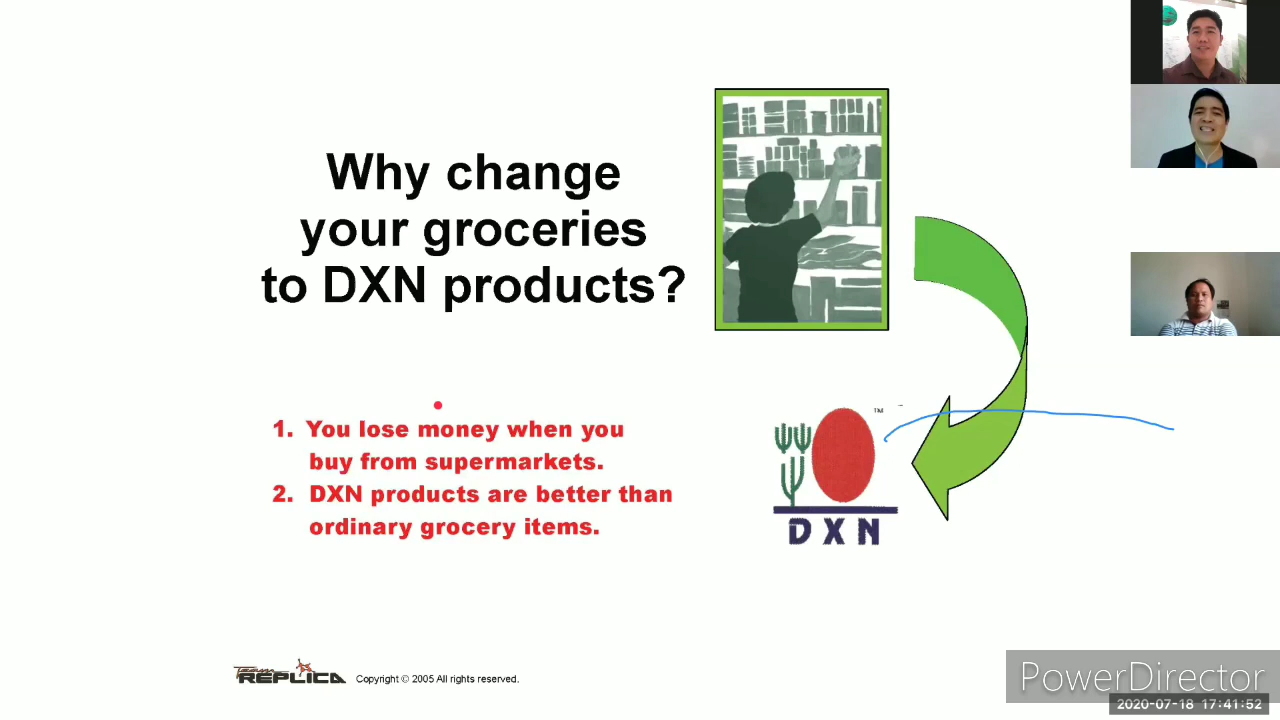 Why change
your groceries
to DXN products?
1. You lose money when you
buy from supermarkets.
2. DXN products are better than
ordinary grocery items.
TM
DXN
Team
REPLICA
Copyright © 2005 All rights reserved.
PowerDirector
2020-07-18 17:41:52